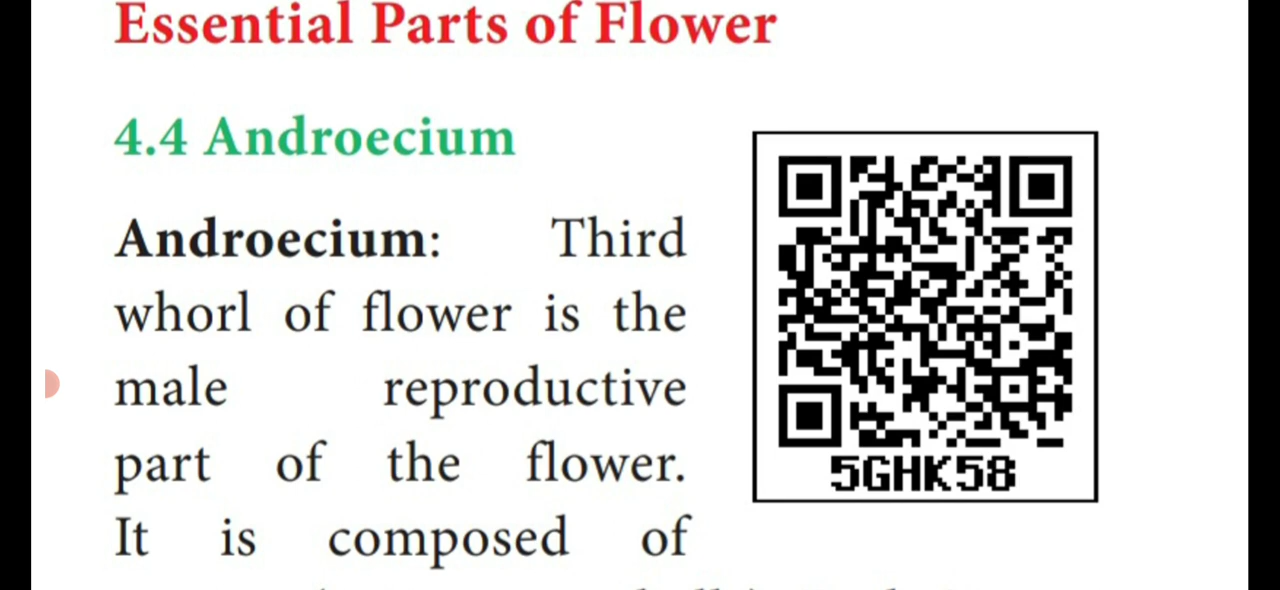 Essential Parts of Flower
4.4 Androecium
Androecium: Third
whorl of flower is the
male reproductive
part of the flower.
It is composed of
5GHK58